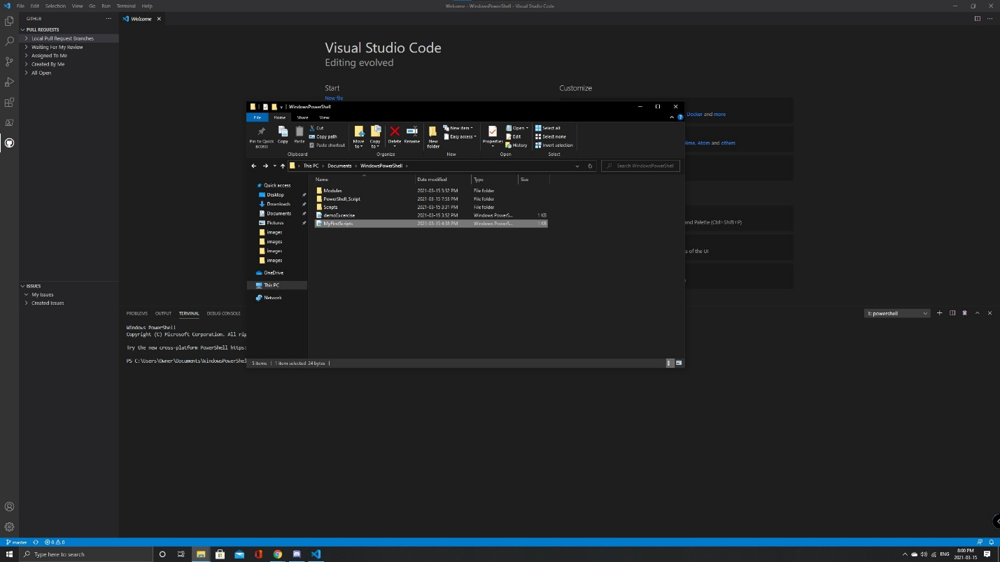 File Edit Selection View Go Run Terminal Help
Welcome - WindowsPowerShell - Visual Studio Code
GITHUB
PULL REQUESTS
Local Pull Request Branches
Waiting For My Review
Assigned To Me
Created By Me
All Open
Welcome
Visual Studio Code
Editing evolved
Start
New file
Customize
Docker and more
Atom and others
and Palette (Ctrl+Shift+P)
of the UI
WindowsPowerShell
File Home Share View
Pin to Quick access
Copy
Paste
Cut
Copy path
Paste shortcut
Clipboard
Move to
Copy to
Delete
Rename
Organize
New folder
New item
Easy access
New
Properties
Open
Edit
History
Open
Select all
Select none
Invert selection
Select
This PC > Documents > WindowsPowerShell >
Search WindowsPowerShell
Quick access
Desktop
Downloads
Documents
Pictures
images
images
images
images
OneDrive
This PC
Network
Name Date modified Type Size
Modules 2021-03-15 3:32 PM File folder
PowerShell_Script 2021-03-15 7:53 PM File folder
Scripts 2021-03-15 3:31 PM File folder
demoExcercise 2021-03-15 3:52 PM Windows PowerS... 1 KB
MyFirstScripts 2021-03-15 4:38 PM Windows PowerS... 1 KB
5 items 1 item selected 24 bytes
ISSUES
My Issues
Created Issues
PROBLEMS OUTPUT TERMINAL DEBUG CONSOLE
1: powershell
Windows PowerShell
Copyright (C) Microsoft Corporation. All rig
Try the new cross-platform PowerShell https:
PS C:\Users\Owner\Documents\WindowsPowerShel
master 0 0
Type here to search
ENG
8:00 PM
2021-03-15